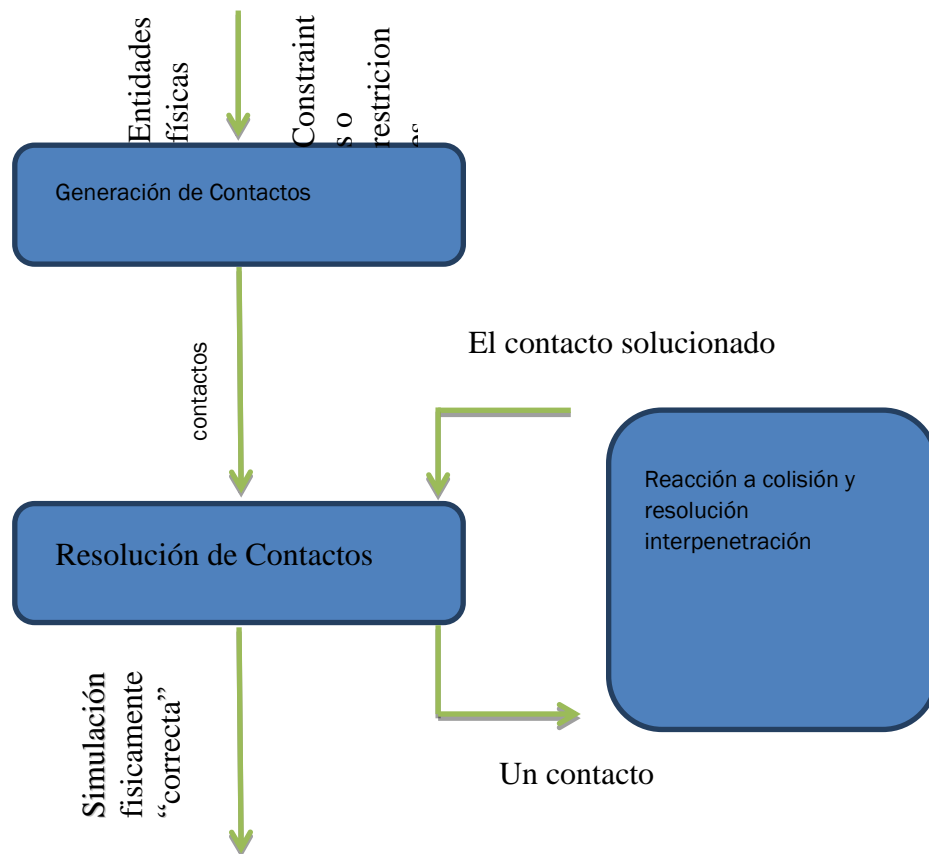 Entidades
físicas
Constraint
s o
restricion
es
Generación de Contactos
contactos
El contacto solucionado
Reacción a colisión y
resolución
interpenetración
Resolución de Contactos
Simulación
fisicamente
“correcta”
Un contacto